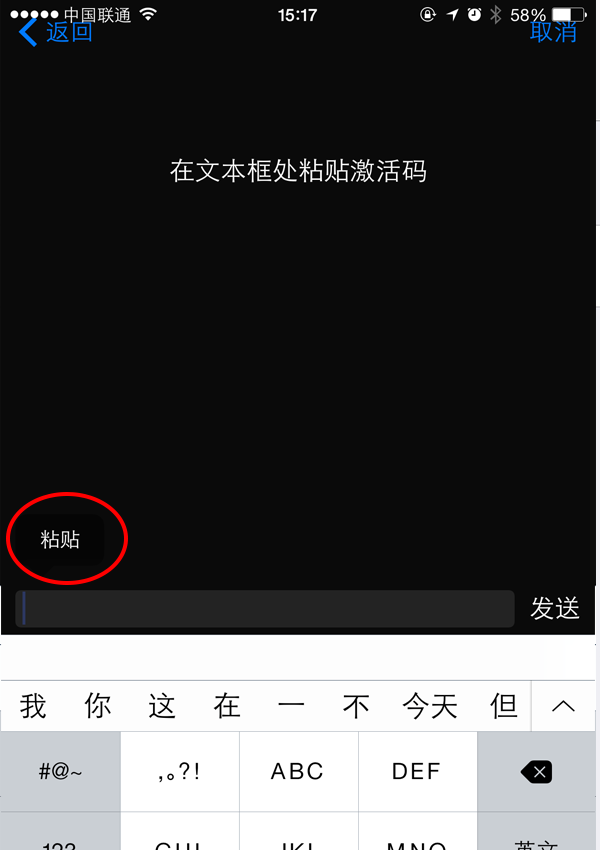 中国联通 15:17 58%
返回 取消
在文本框处粘贴激活码
粘贴
发送
我 你 这 在 一 不 今天 但
#@~ ,。?! ABC DEF
123 GHI JKL MNO 英文